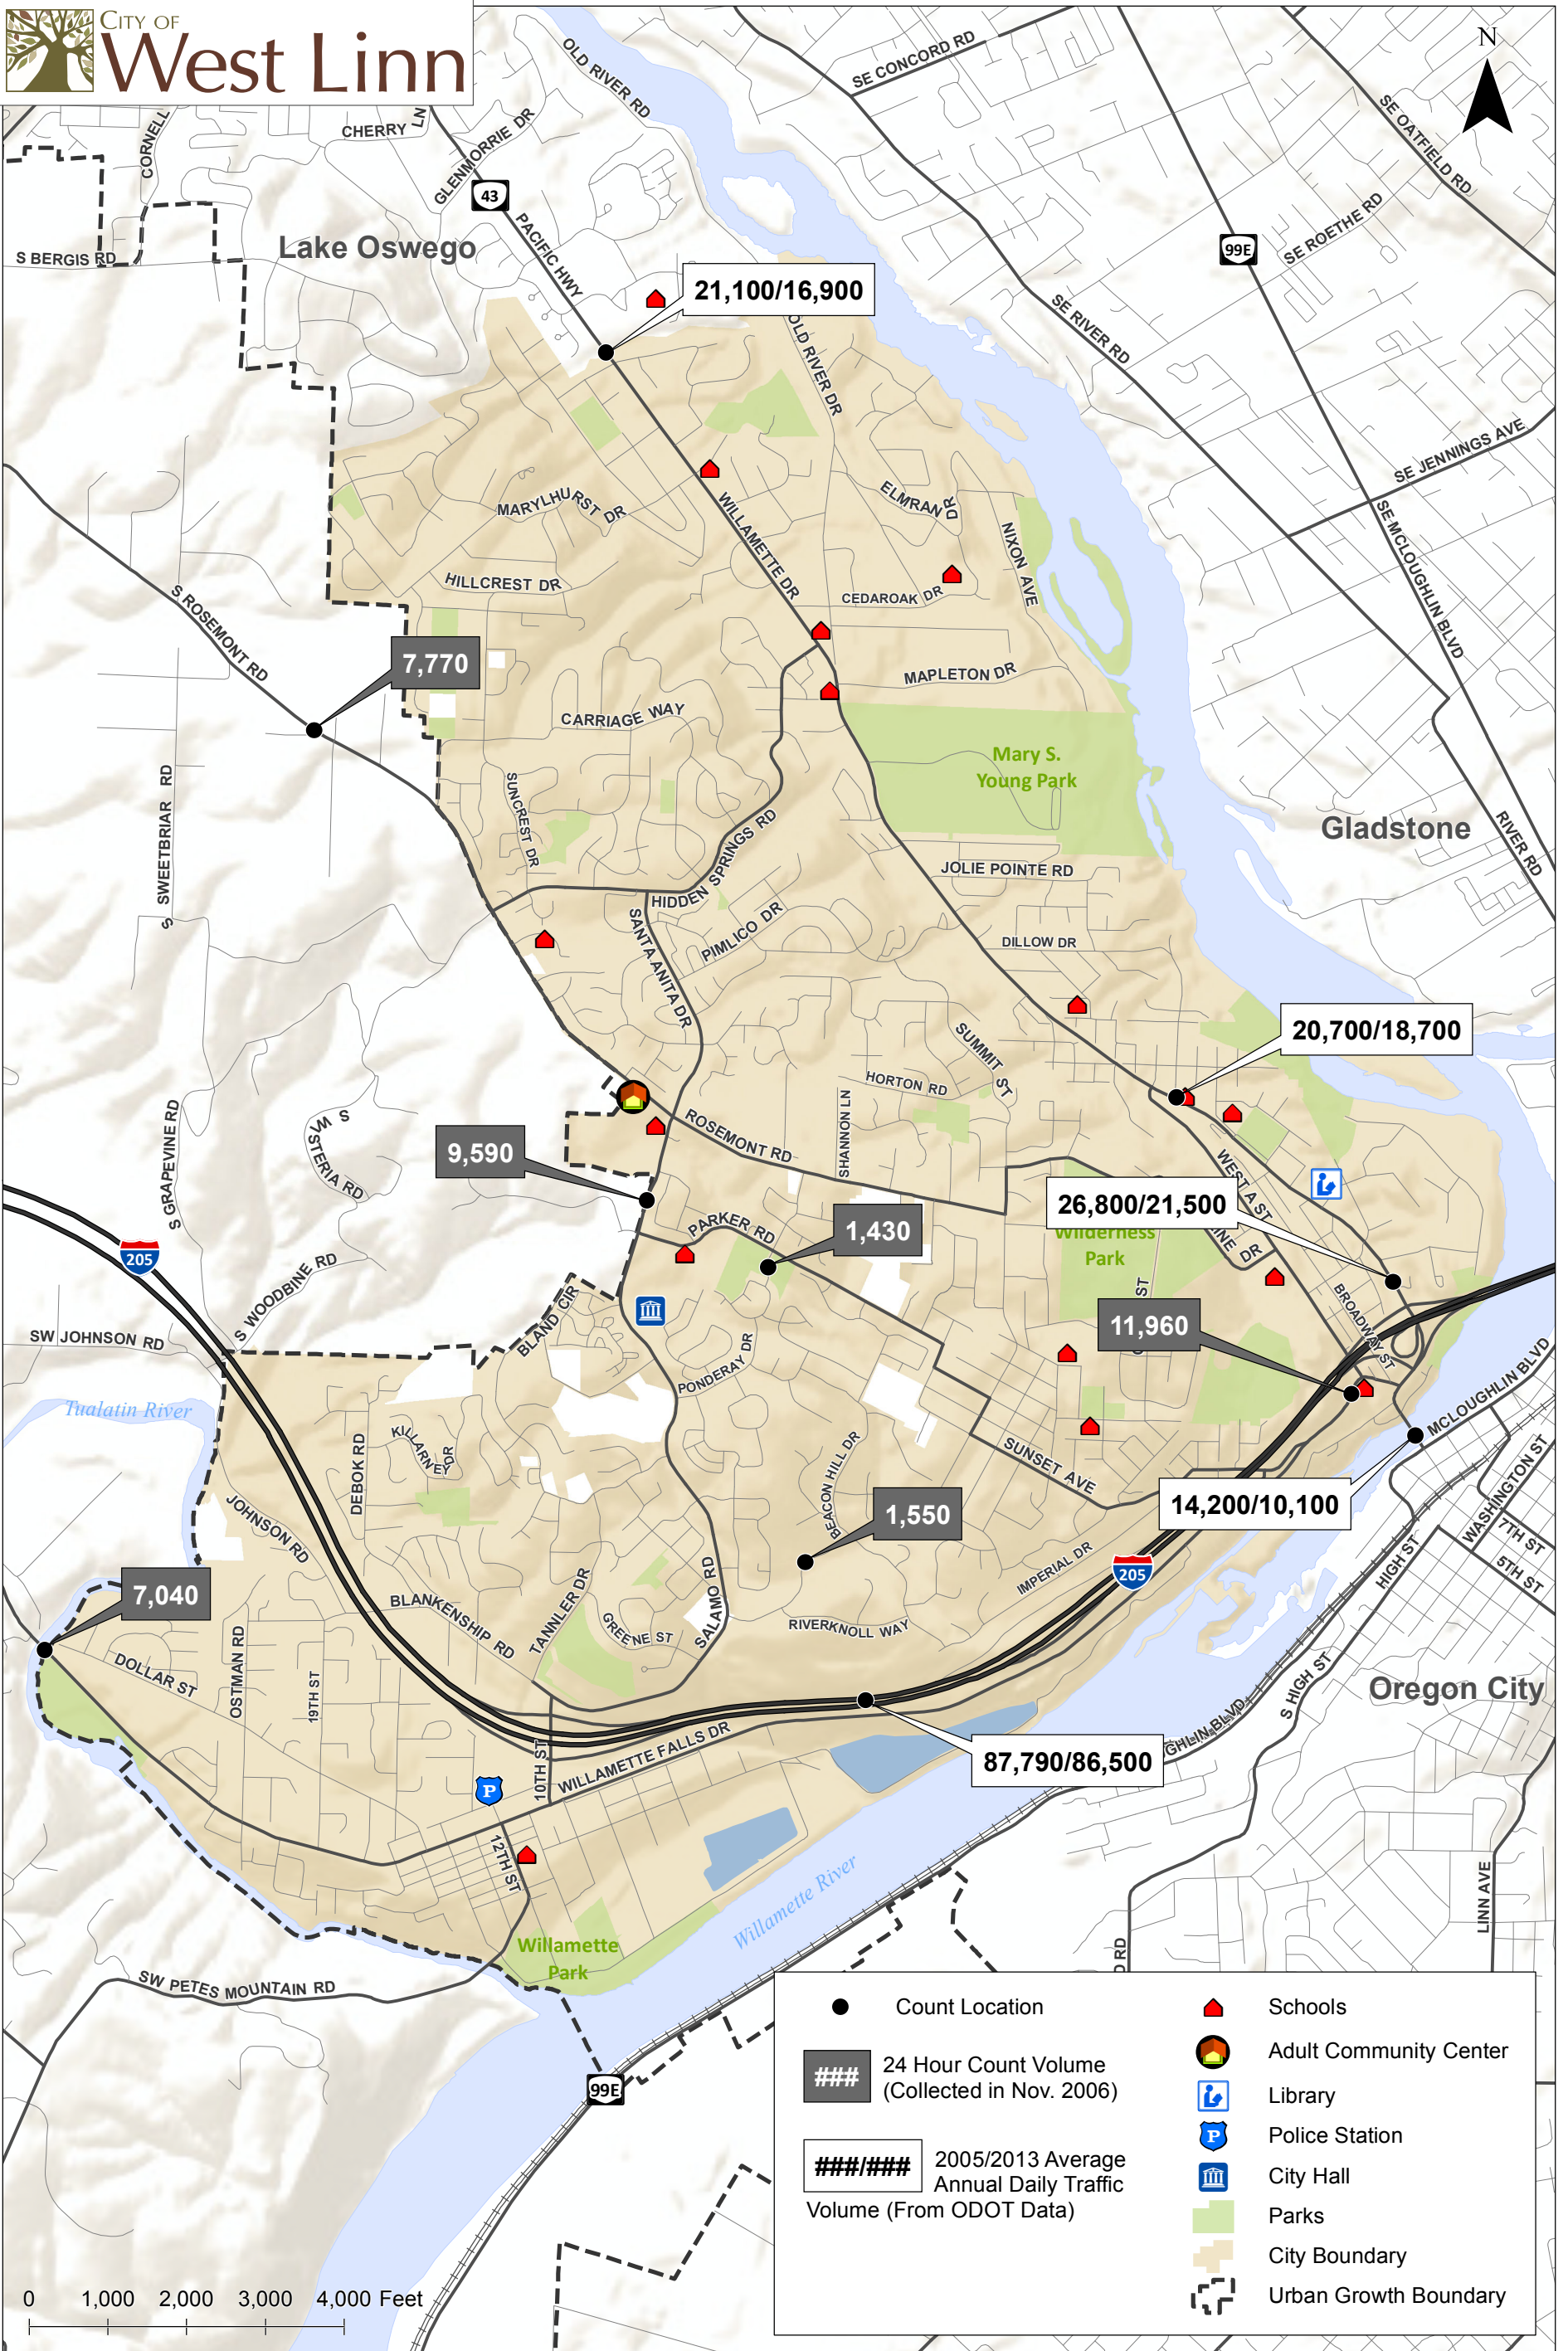 CITY OF
West Linn
N
OLD RIVER RD
SE CONCORD RD
SE OATFIELD RD
CORNELL
CHERRY LN
GLENMORRIE DR
43
PACIFIC HWY
SE ROETHE RD
99E
Lake Oswego
S BERGIS RD
21,100/16,900
SE RIVER RD
OLD RIVER DR
SE JENNINGS AVE
MARYLHURST DR
WILLAMETTE DR
ELMRAN DR
NIXON AVE
SE MCLOUGHLIN BLVD
HILLCREST DR
CEDAROAK DR
S ROSEMONT RD
7,770
MAPLETON DR
CARRIAGE WAY
Mary S.
Young Park
S SWEETBRIAR RD
SUNCREST DR
Gladstone
RIVER RD
HIDDEN SPRINGS RD
JOLIE POINTE RD
SANTA ANITA DR
PIMLICO DR
DILLOW DR
20,700/18,700
SUMMIT ST
HORTON RD
SHANNON LN
ROSEMONT RD
S GRAPEVINE RD
S WISTERIA RD
9,590
WEST A ST
26,800/21,500
PARKER RD
1,430
Wilderness
Park
INE DR
ST
205
S WOODBINE RD
BLAND CIR
BROADWAY ST
11,960
SW JOHNSON RD
PONDERAY DR
MCLOUGHLIN BLVD
Tualatin River
KILLARNEY DR
DEBOK RD
SUNSET AVE
BEACON HILL DR
14,200/10,100
WASHINGTON ST
7TH ST
5TH ST
HIGH ST
JOHNSON RD
1,550
IMPERIAL DR
205
7,040
BLANKENSHIP RD
TANNLER DR
GREENE ST
SALAMO RD
RIVERKNOLL WAY
DOLLAR ST
OSTMAN RD
19TH ST
S HIGH ST
Oregon City
GHLIN BLVD
10TH ST
WILLAMETTE FALLS DR
87,790/86,500
P
12TH ST
Willamette River
LINN AVE
Willamette
Park
D RD
SW PETES MOUNTAIN RD
99E
Count Location
###
24 Hour Count Volume
(Collected in Nov. 2006)
###/###
2005/2013 Average
Annual Daily Traffic
Volume (From ODOT Data)
Schools
Adult Community Center
Library
P
Police Station
City Hall
Parks
City Boundary
Urban Growth Boundary
0 1,000 2,000 3,000 4,000 Feet